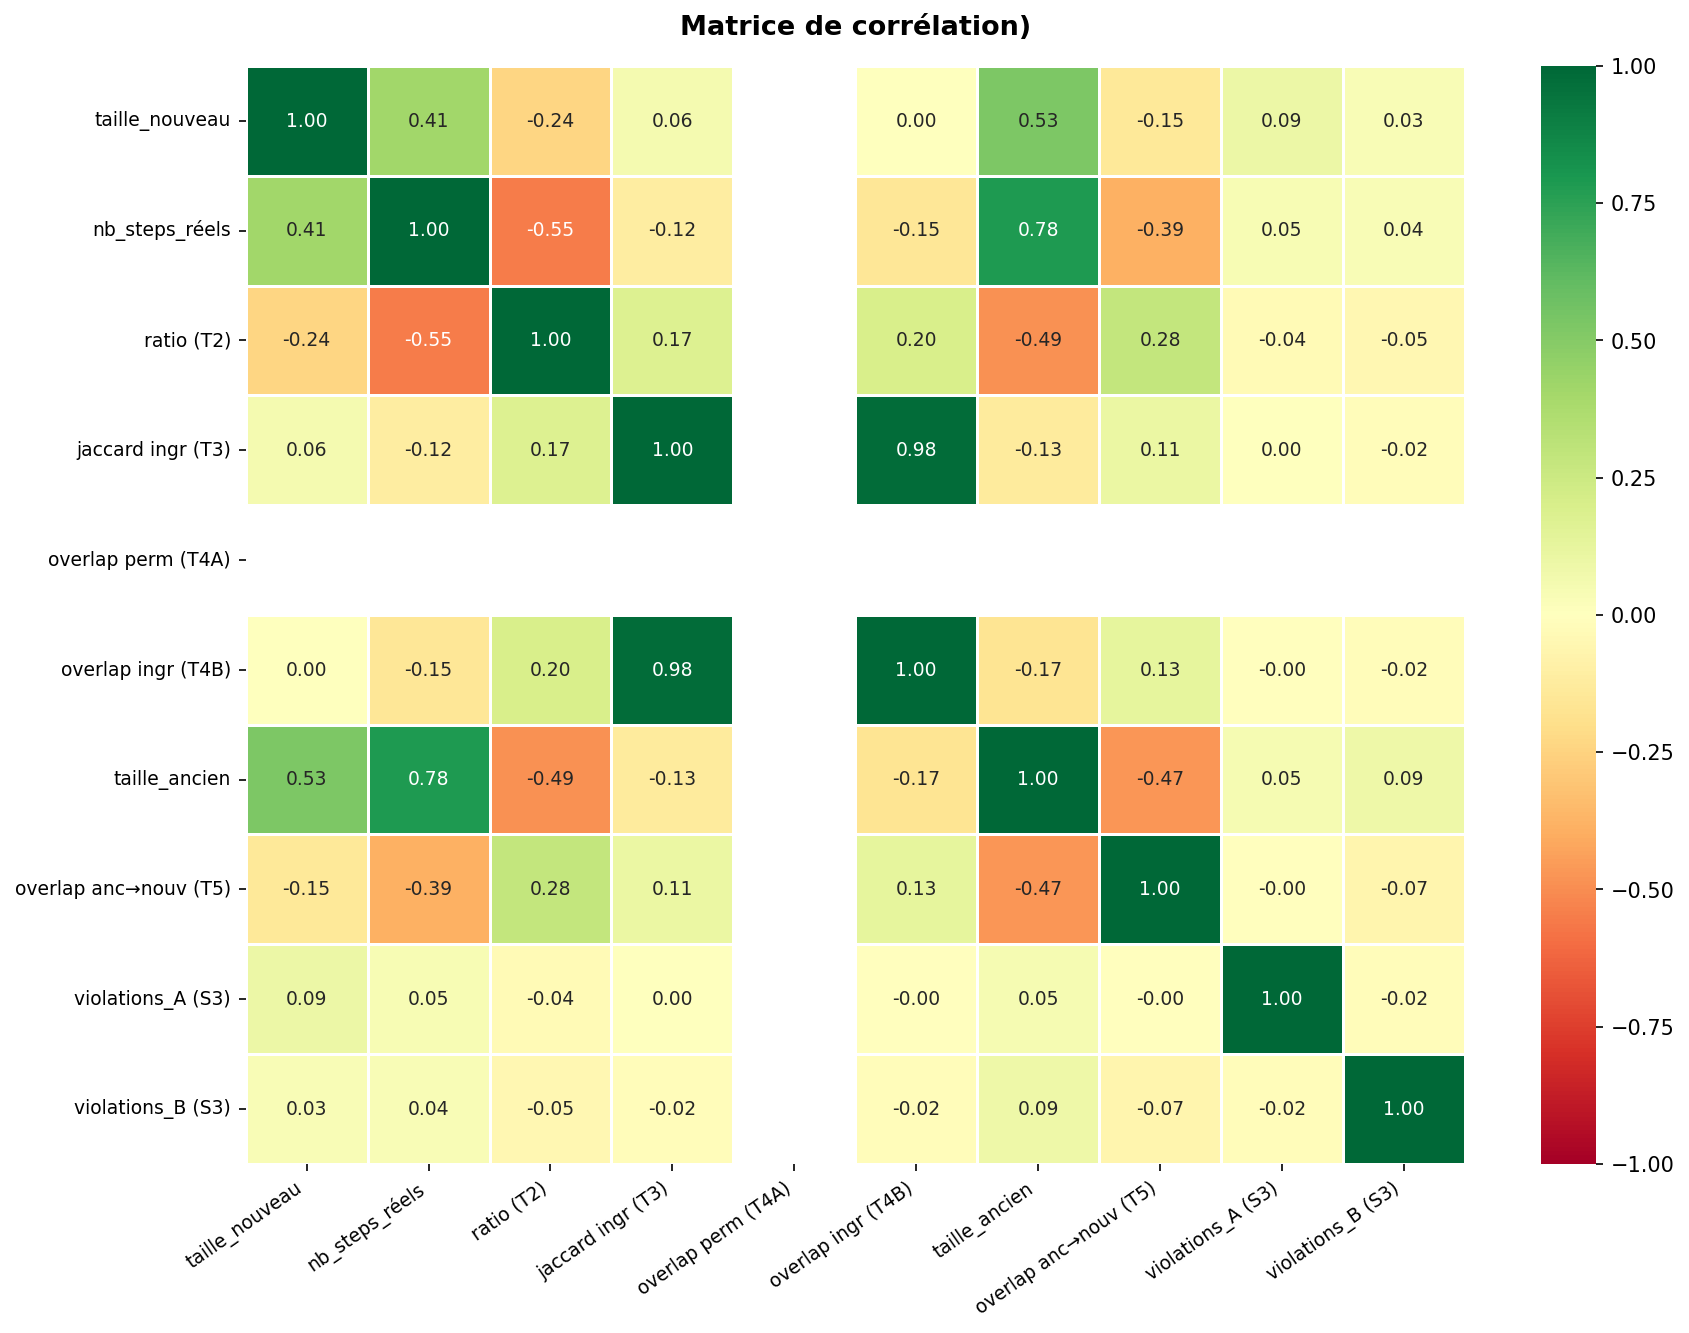 Matrice de corrélation)
taille_nouveau 1.00 0.41 -0.24 0.06 0.00 0.53 -0.15 0.09 0.03
nb_steps_réels 0.41 1.00 -0.55 -0.12 -0.15 0.78 -0.39 0.05 0.04
ratio (T2) -0.24 -0.55 1.00 0.17 0.20 -0.49 0.28 -0.04 -0.05
jaccard ingr (T3) 0.06 -0.12 0.17 1.00 0.98 -0.13 0.11 0.00 -0.02
overlap perm (T4A)
overlap ingr (T4B) 0.00 -0.15 0.20 0.98 1.00 -0.17 0.13 -0.00 -0.02
taille_ancien 0.53 0.78 -0.49 -0.13 -0.17 1.00 -0.47 0.05 0.09
overlap anc→nouv (T5) -0.15 -0.39 0.28 0.11 0.13 -0.47 1.00 -0.00 -0.07
violations_A (S3) 0.09 0.05 -0.04 0.00 -0.00 0.05 -0.00 1.00 -0.02
violations_B (S3) 0.03 0.04 -0.05 -0.02 -0.02 0.09 -0.07 -0.02 1.00
taille_nouveau
nb_steps_réels
ratio (T2)
jaccard ingr (T3)
overlap perm (T4A)
overlap ingr (T4B)
taille_ancien
overlap anc→nouv (T5)
violations_A (S3)
violations_B (S3)
1.00
0.75
0.50
0.25
0.00
−0.25
−0.50
−0.75
−1.00